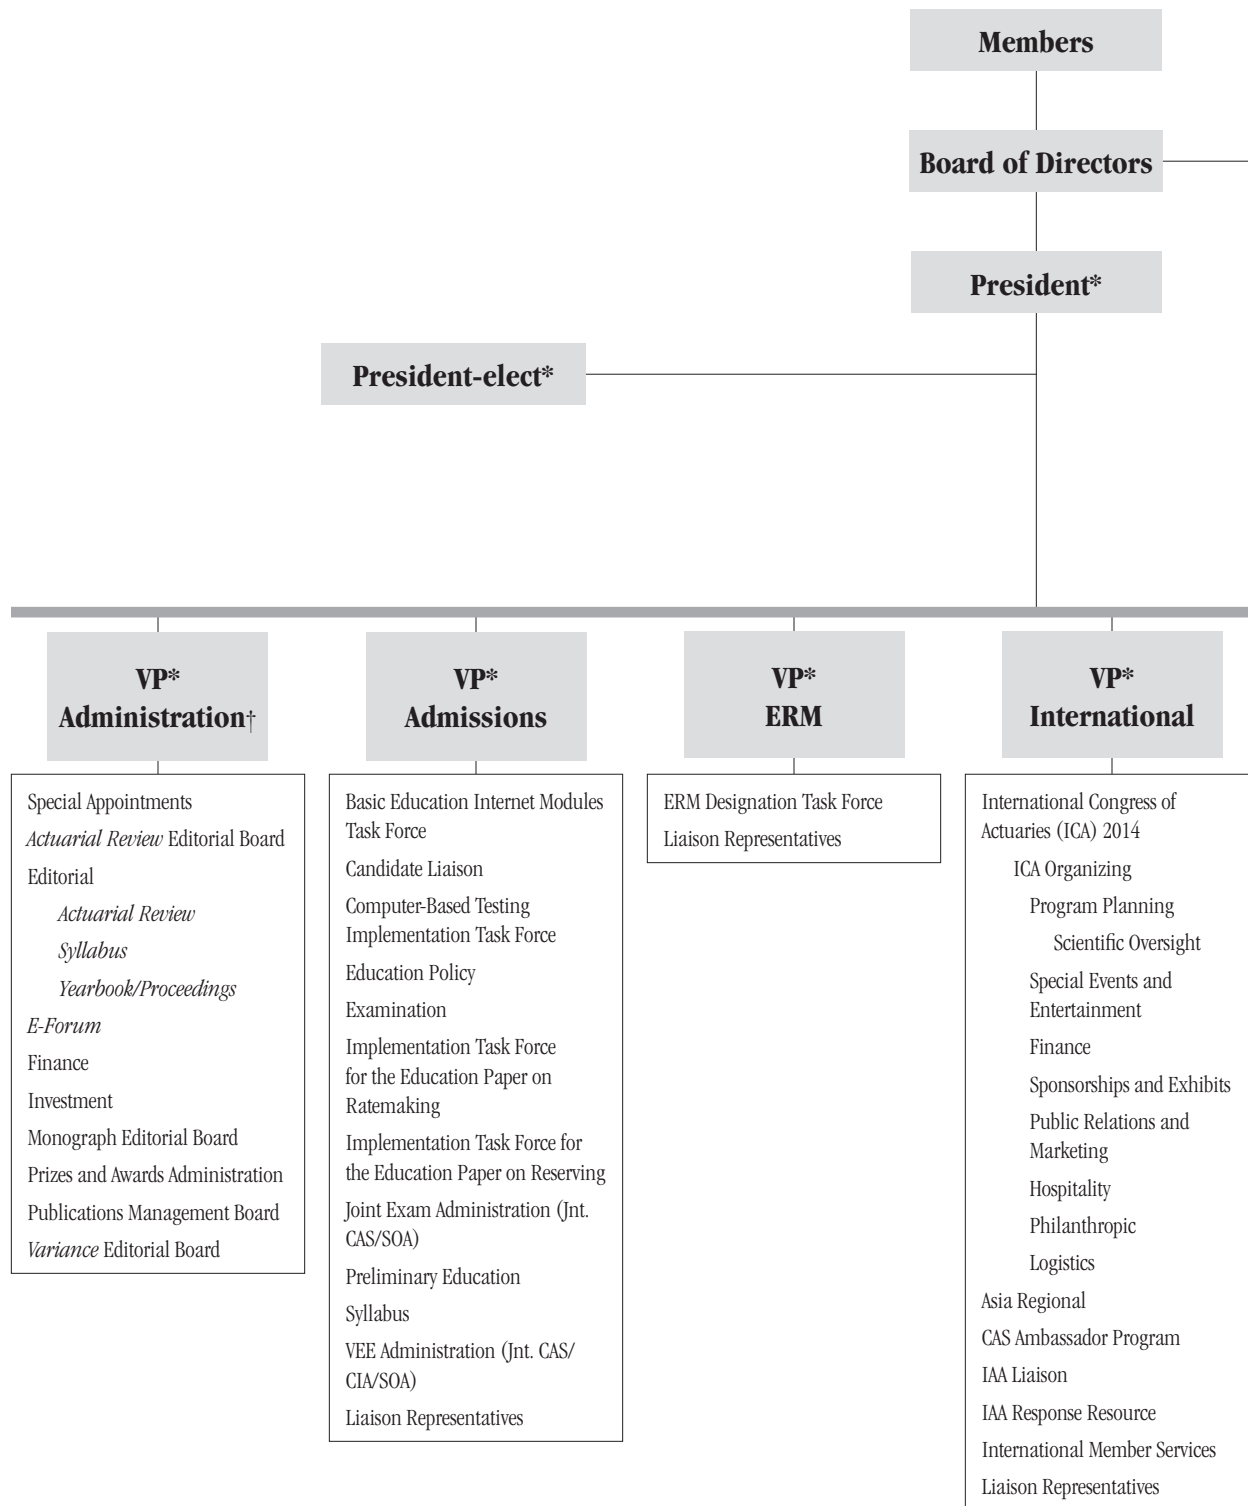 Members
Board of Directors
President*
President-elect*
VP*
Administration†
VP*
Admissions
VP*
ERM
VP*
International
Special Appointments
Actuarial Review Editorial Board
Editorial
Actuarial Review
Syllabus
Yearbook/Proceedings
E-Forum
Finance
Investment
Monograph Editorial Board
Prizes and Awards Administration
Publications Management Board
Variance Editorial Board
Basic Education Internet Modules
Task Force
Candidate Liaison
Computer-Based Testing
Implementation Task Force
Education Policy
Examination
Implementation Task Force
for the Education Paper on
Ratemaking
Implementation Task Force for
the Education Paper on Reserving
Joint Exam Administration (Jnt.
CAS/SOA)
Preliminary Education
Syllabus
VEE Administration (Jnt. CAS/
CIA/SOA)
Liaison Representatives
ERM Designation Task Force
Liaison Representatives
International Congress of
Actuaries (ICA) 2014
ICA Organizing
Program Planning
Scientific Oversight
Special Events and
Entertainment
Finance
Sponsorships and Exhibits
Public Relations and
Marketing
Hospitality
Philanthropic
Logistics
Asia Regional
CAS Ambassador Program
IAA Liaison
IAA Response Resource
International Member Services
Liaison Representatives